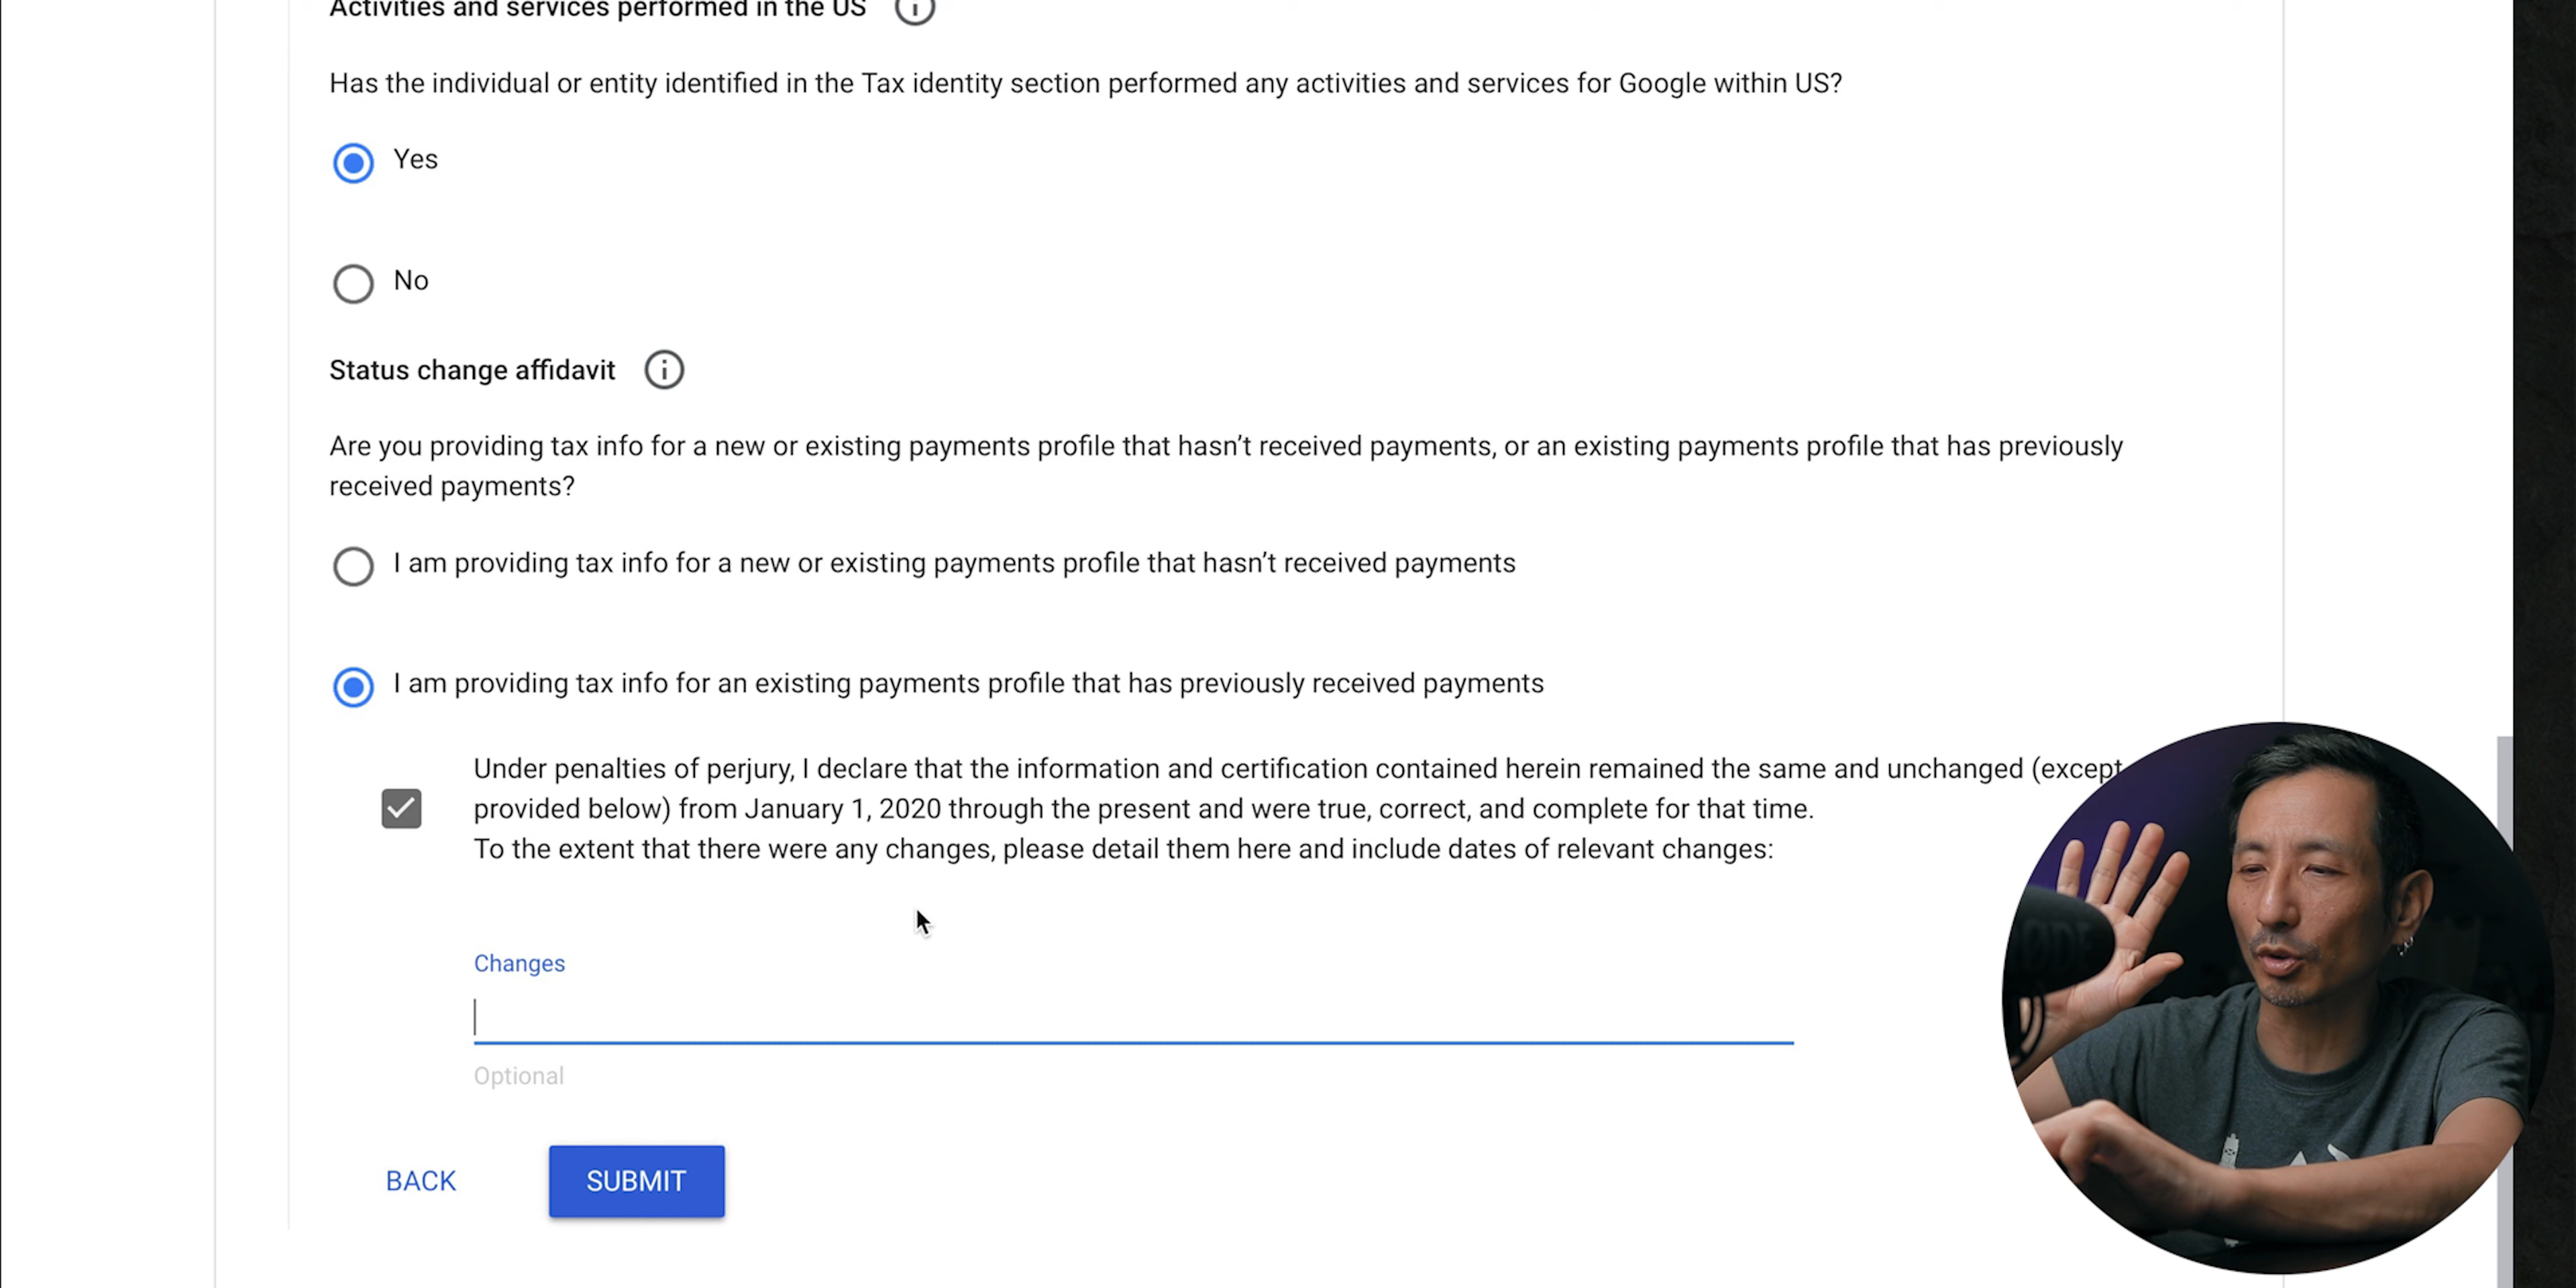 Activities and services performed in the US
Has the individual or entity identified in the Tax identity section performed any activities and services for Google within US?
Yes
No
Status change affidavit
Are you providing tax info for a new or existing payments profile that hasn’t received payments, or an existing payments profile that has previously
received payments?
I am providing tax info for a new or existing payments profile that hasn’t received payments
I am providing tax info for an existing payments profile that has previously received payments
Under penalties of perjury, I declare that the information and certification contained herein remained the same and unchanged (except
provided below) from January 1, 2020 through the present and were true, correct, and complete for that time.
To the extent that there were any changes, please detail them here and include dates of relevant changes:
Changes
Optional
BACK
SUBMIT